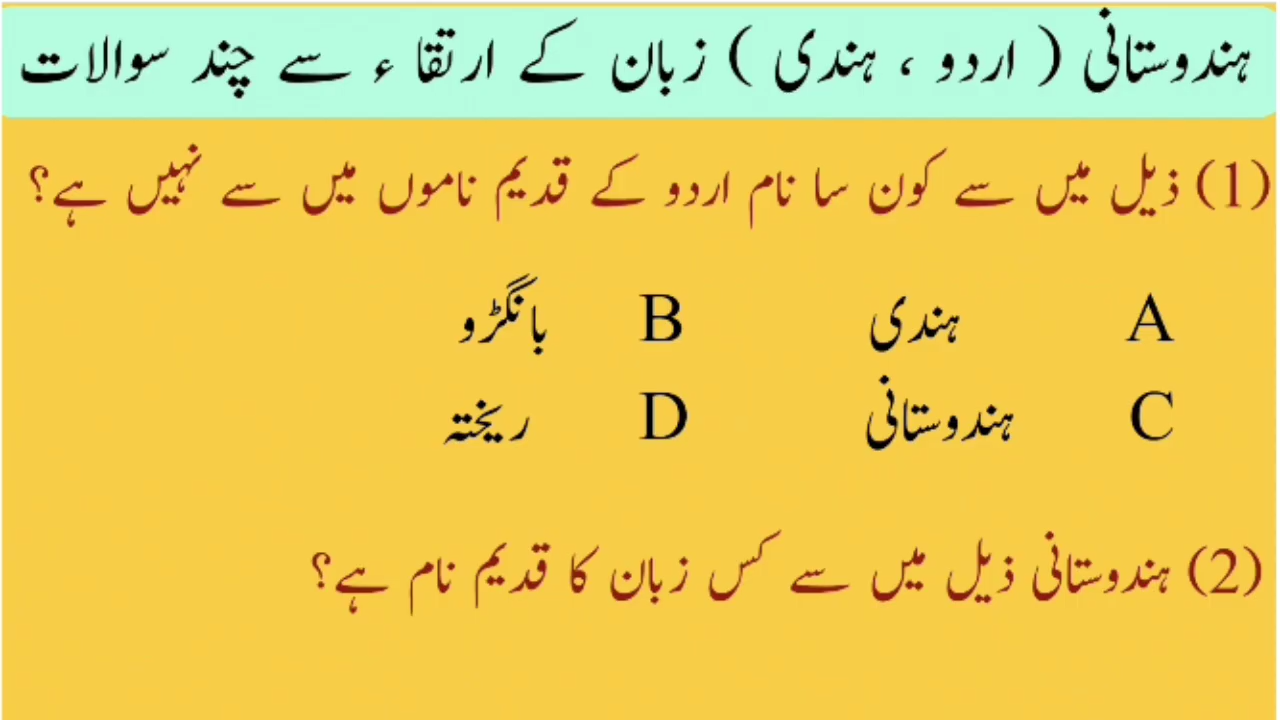 ہندوستانی ( اردو ، ہندی ) زبان کے ارتقا ء سے چند سوالات
(1) ذیل میں سے کون سا نام اردو کے قدیم ناموں میں سے نہیں ہے؟
A ہندی B بانگڑو
C ہندوستانی D ریختہ
(2) ہندوستانی ذیل میں سے کس زبان کا قدیم نام ہے؟